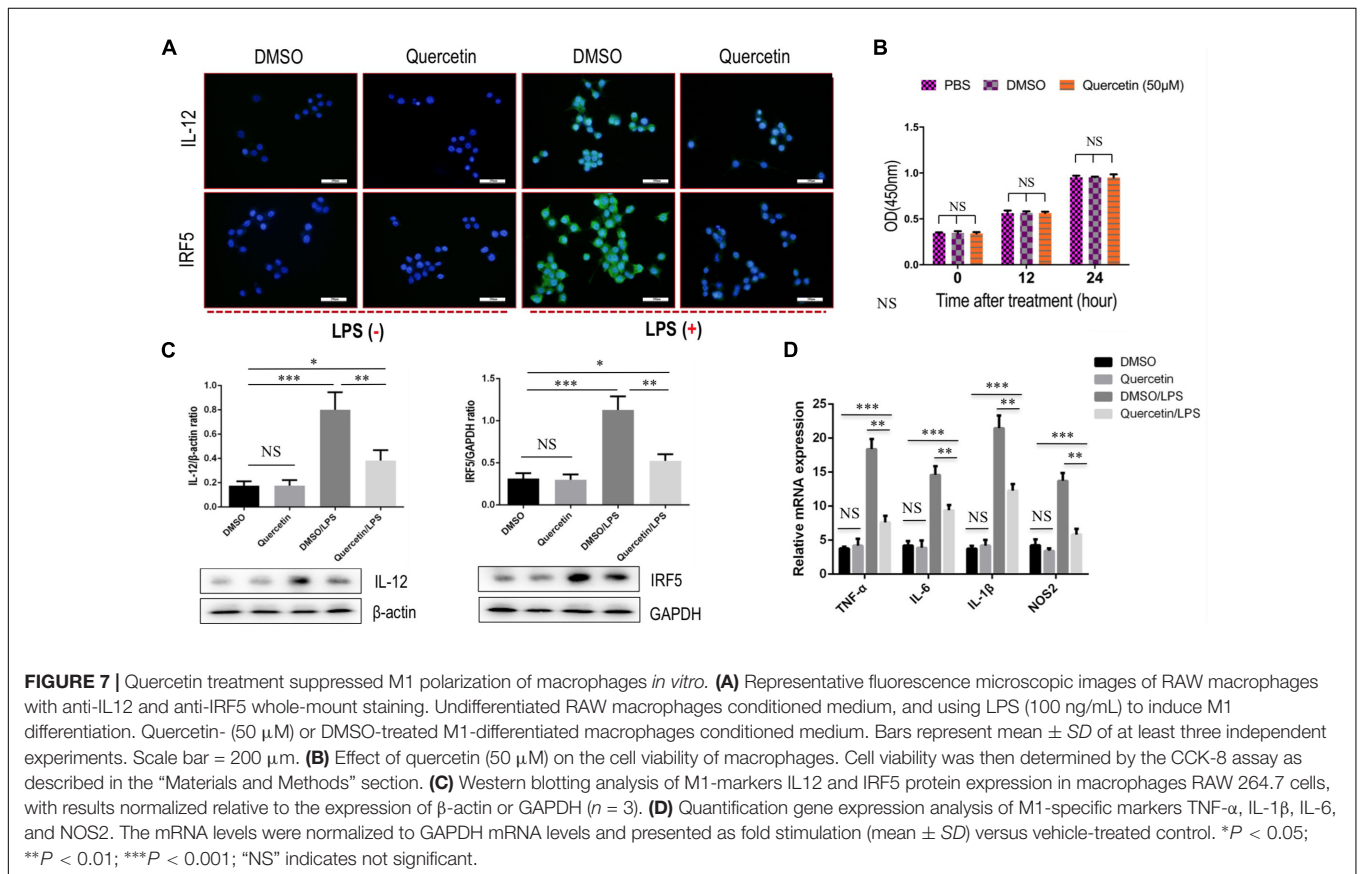 A
DMSO
Quercetin
DMSO
Quercetin
IL-12
IRF5
LPS (-)
LPS (+)
B
PBS
DMSO
Quercetin (50μM)
OD(450nm)
1.5
1.0
0.5
0.0
NS
NS
NS
0
12
24
Time after treatment (hour)
NS
C
IL-12/β-actin ratio
1.0
0.8
0.6
0.4
0.2
0.0
*
***
**
NS
DMSO
Quercetin
DMSO/LPS
Quercetin/LPS
IL-12
β-actin
IRF5/GAPDH ratio
1.5
1.0
0.5
0.0
*
***
**
NS
DMSO
Quercetin
DMSO/LPS
Quercetin/LPS
IRF5
GAPDH
D
DMSO
Quercetin
DMSO/LPS
Quercetin/LPS
Relative mRNA expression
25
20
15
10
5
0
***
**
NS
***
**
NS
***
**
NS
***
**
NS
TNF-α
IL-6
IL-1β
NOS2
FIGURE 7 | Quercetin treatment suppressed M1 polarization of macrophages in vitro. (A) Representative fluorescence microscopic images of RAW macrophages
with anti-IL12 and anti-IRF5 whole-mount staining. Undifferentiated RAW macrophages conditioned medium, and using LPS (100 ng/mL) to induce M1
differentiation. Quercetin- (50 μM) or DMSO-treated M1-differentiated macrophages conditioned medium. Bars represent mean ± SD of at least three independent
experiments. Scale bar = 200 μm. (B) Effect of quercetin (50 μM) on the cell viability of macrophages. Cell viability was then determined by the CCK-8 assay as
described in the “Materials and Methods” section. (C) Western blotting analysis of M1-markers IL12 and IRF5 protein expression in macrophages RAW 264.7 cells,
with results normalized relative to the expression of β-actin or GAPDH (n = 3). (D) Quantification gene expression analysis of M1-specific markers TNF-α, IL-1β, IL-6,
and NOS2. The mRNA levels were normalized to GAPDH mRNA levels and presented as fold stimulation (mean ± SD) versus vehicle-treated control. *P < 0.05;
**P < 0.01; ***P < 0.001; “NS” indicates not significant.